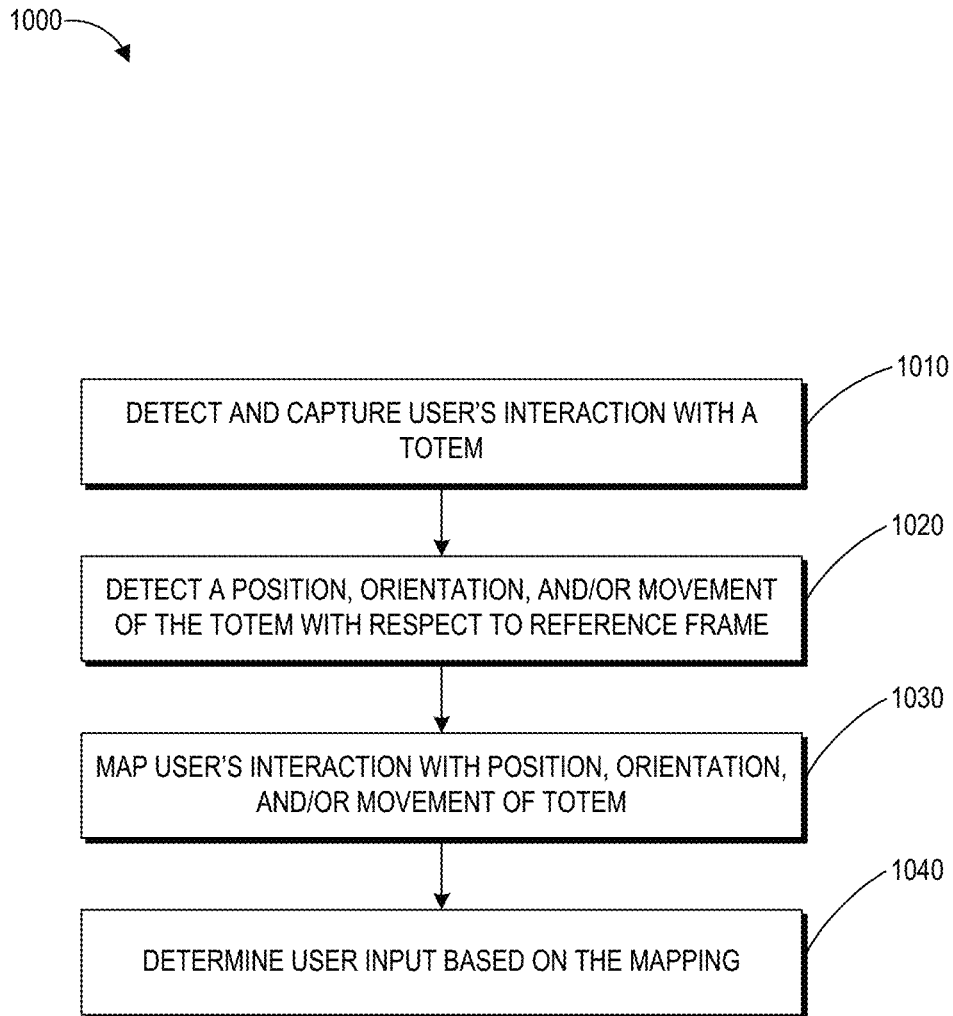 1000
1010
DETECT AND CAPTURE USER'S INTERACTION WITH A
TOTEM
1020
DETECT A POSITION, ORIENTATION, AND/OR MOVEMENT
OF THE TOTEM WITH RESPECT TO REFERENCE FRAME
1030
MAP USER'S INTERACTION WITH POSITION, ORIENTATION,
AND/OR MOVEMENT OF TOTEM
1040
DETERMINE USER INPUT BASED ON THE MAPPING